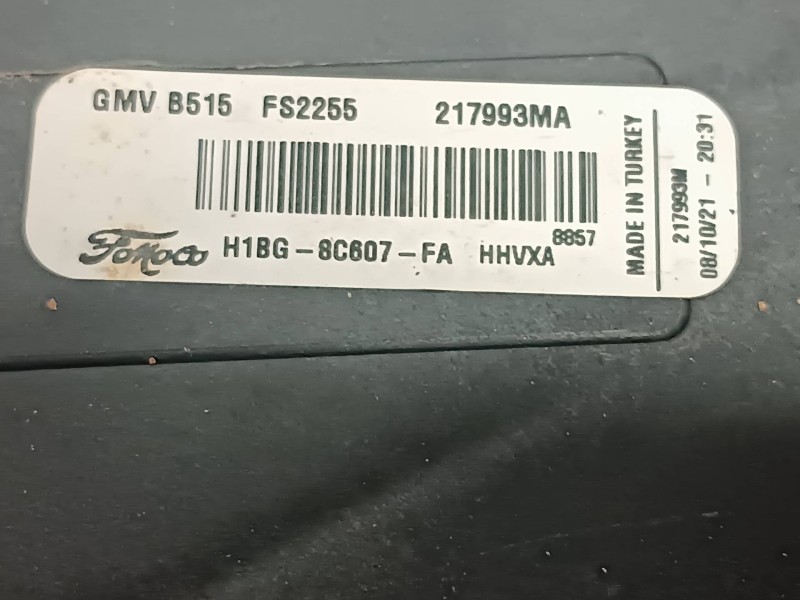 GMV B515 FS2255 217993MA
8857
FoMoCo H1BG-8C607-FA HHVXA
MADE IN TURKEY
217993M
08/10/21 - 20:31